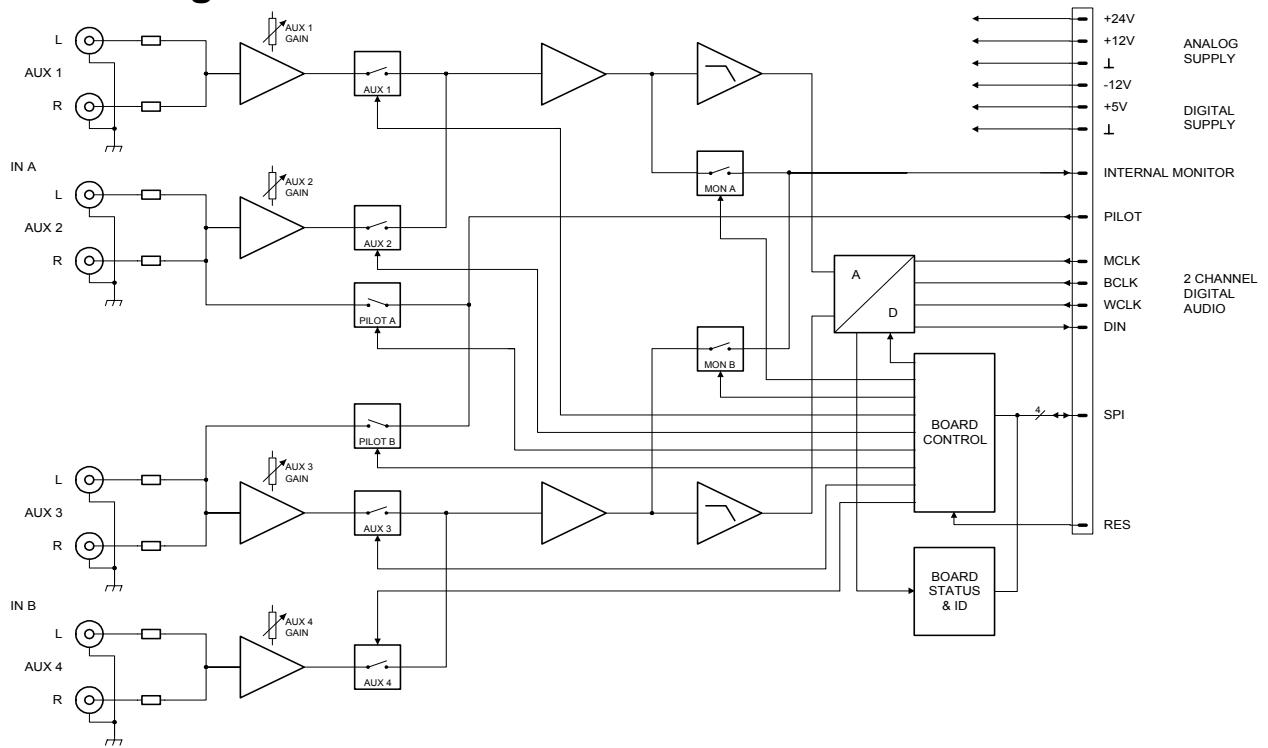 L
AUX 1
R
AUX 1
GAIN
AUX 1
IN A
L
AUX 2
R
AUX 2
GAIN
AUX 2
PILOT A
PILOT B
L
AUX 3
R
AUX 3
GAIN
AUX 3
IN B
L
AUX 4
R
AUX 4
GAIN
AUX 4
MON A
MON B
A
D
BOARD
CONTROL
BOARD
STATUS
& ID
4
+24V
+12V
⊥
-12V
+5V
⊥
ANALOG
SUPPLY
DIGITAL
SUPPLY
INTERNAL MONITOR
PILOT
MCLK
BCLK
WCLK
DIN
2 CHANNEL
DIGITAL
AUDIO
SPI
RES